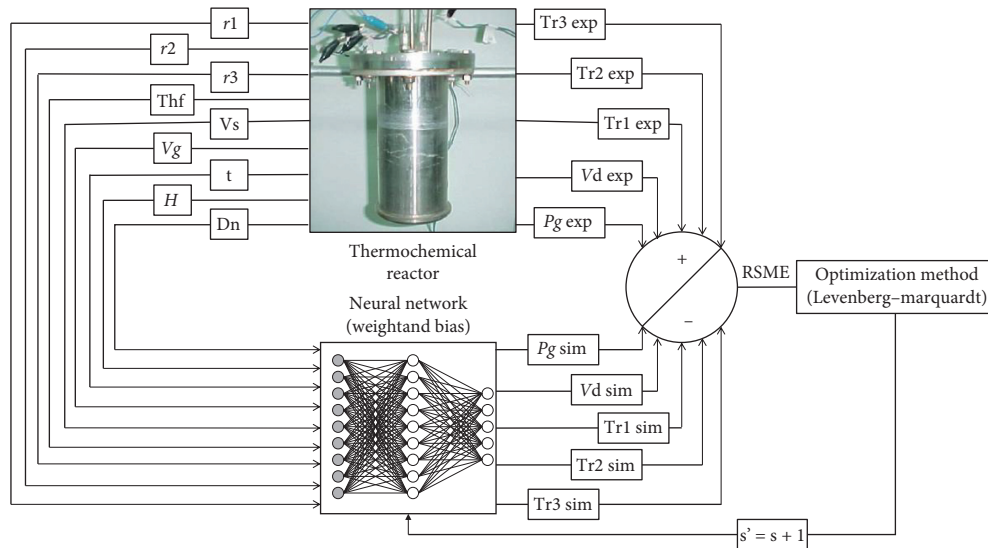 r1
r2
r3
Thf
Vs
Vg
t
H
Dn
Tr3 exp
Tr2 exp
Tr1 exp
Vd exp
Pg exp
Thermochemical
reactor
Neural network
(weightand bias)
+
−
RSME
Optimization method
(Levenberg–marquardt)
Pg sim
Vd sim
Tr1 sim
Tr2 sim
Tr3 sim
s’ = s + 1